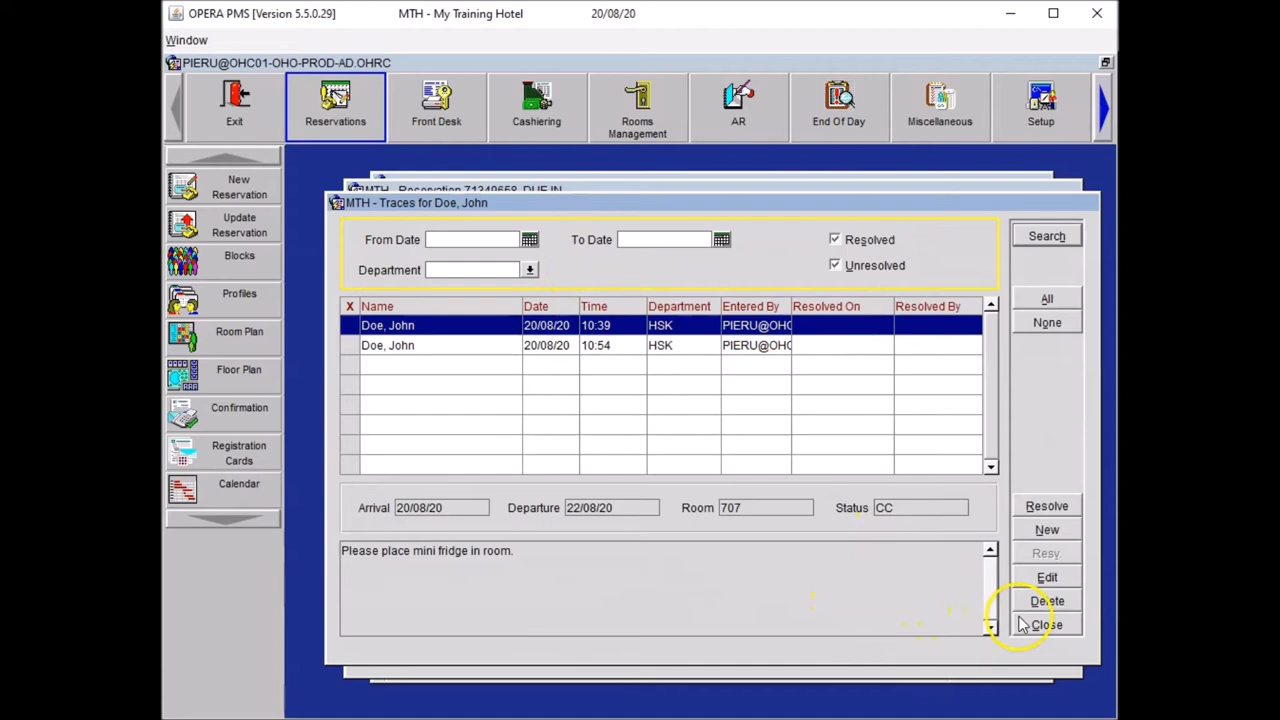 OPERA PMS [Version 5.5.0.29] MTH - My Training Hotel 20/08/20
Window
PIERU@OHC01-OHO-PROD-AD.OHRC
Exit Reservations Front Desk Cashiering Rooms Management AR End Of Day Miscellaneous Setup
New Reservation
Update Reservation
Blocks
Profiles
Room Plan
Floor Plan
Confirmation
Registration Cards
Calendar
MTH - Reservation 71349658 DUE IN
MTH - Traces for Doe, John
From Date To Date Resolved Search
Department Unresolved
All
None
X Name Date Time Department Entered By Resolved On Resolved By
Doe, John 20/08/20 10:39 HSK PIERU@OHC
Doe, John 20/08/20 10:54 HSK PIERU@OHC
Arrival 20/08/20 Departure 22/08/20 Room 707 Status CC
Please place mini fridge in room.
Resolve
New
Resv.
Edit
Delete
Close